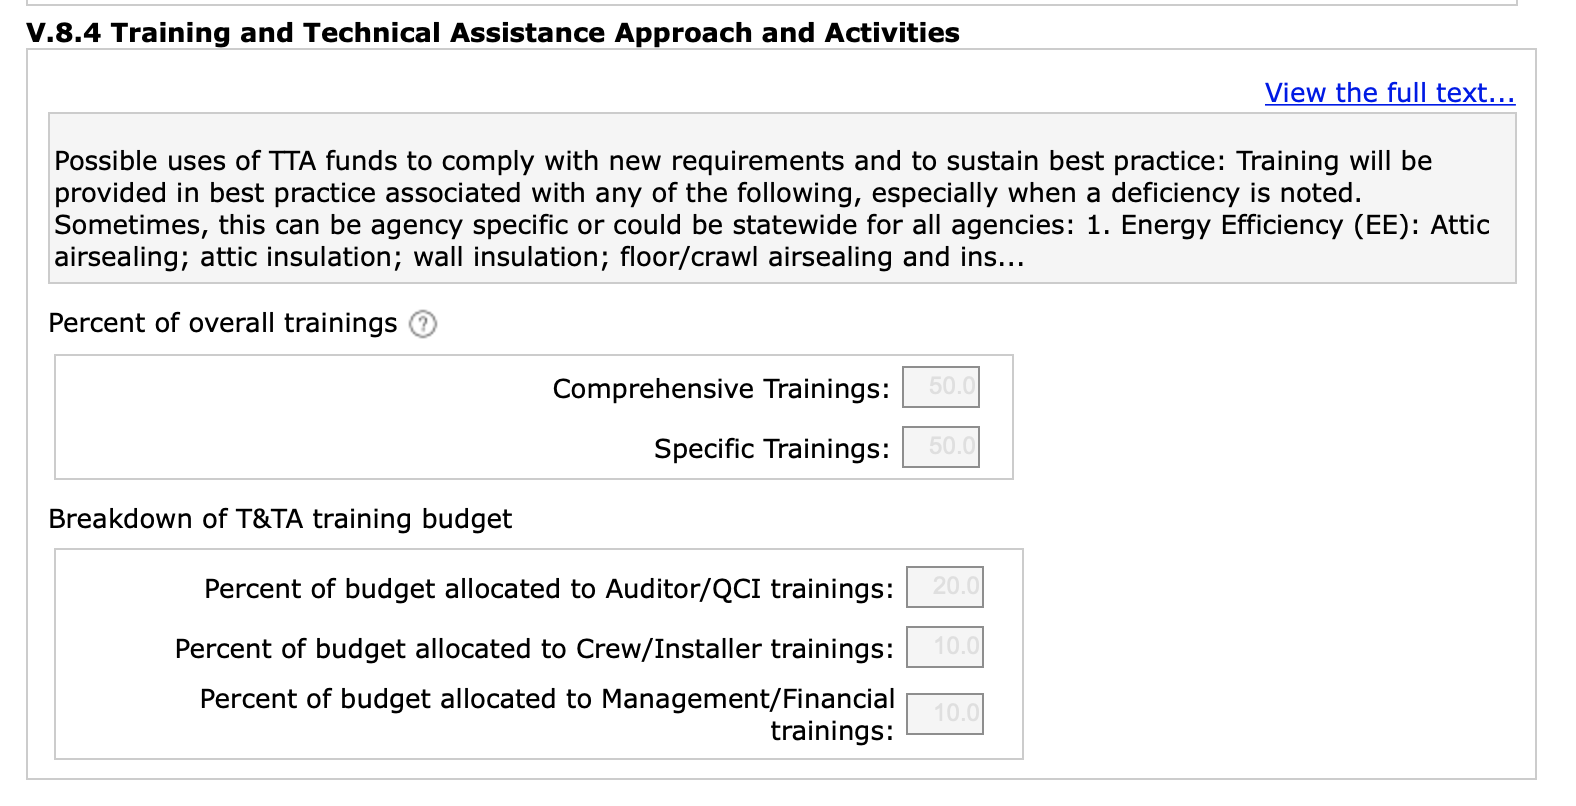 V.8.4 Training and Technical Assistance Approach and Activities
View the full text...
Possible uses of TTA funds to comply with new requirements and to sustain best practice: Training will be
provided in best practice associated with any of the following, especially when a deficiency is noted.
Sometimes, this can be agency specific or could be statewide for all agencies: 1. Energy Efficiency (EE): Attic
airsealing; attic insulation; wall insulation; floor/crawl airsealing and ins...
Percent of overall trainings ?
Comprehensive Trainings: 50.0
Specific Trainings: 50.0
Breakdown of T&TA training budget
Percent of budget allocated to Auditor/QCI trainings: 20.0
Percent of budget allocated to Crew/Installer trainings: 10.0
Percent of budget allocated to Management/Financial
trainings: 10.0